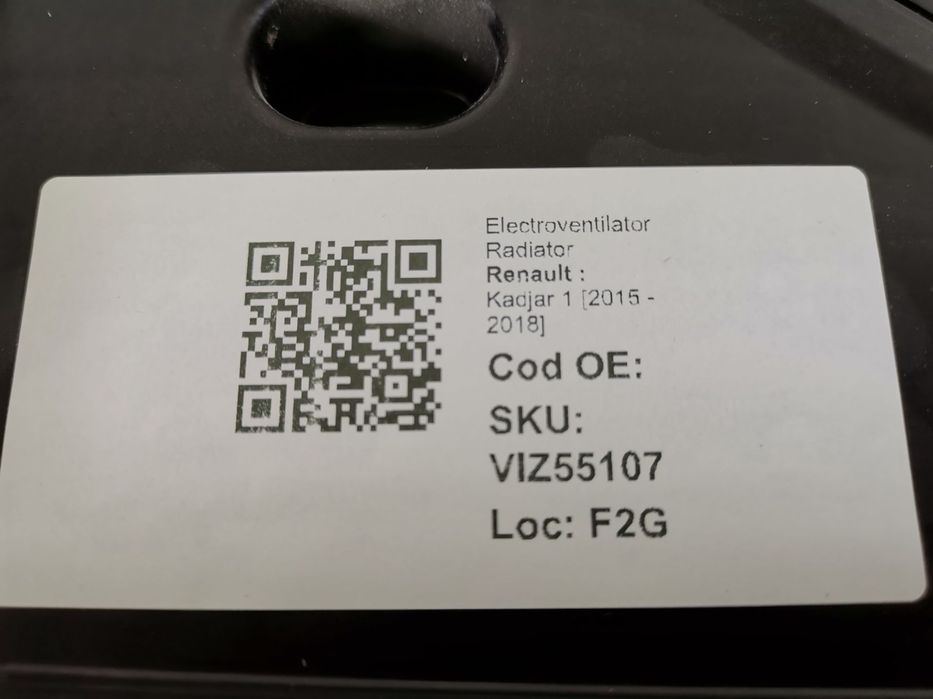 Electroventilator
Radiator
Renault :
Kadjar 1 [2015 -
2018]
Cod OE:
SKU:
VIZ55107
Loc: F2G